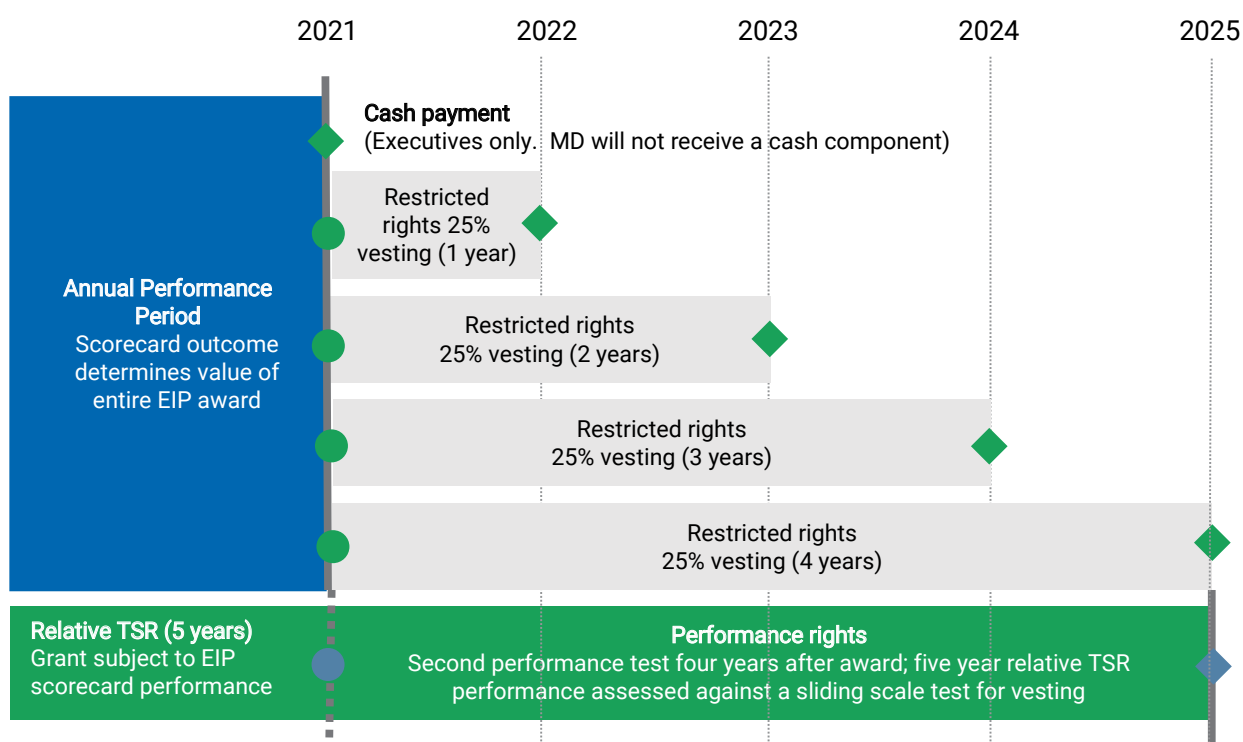 2021 2022 2023 2024 2025
Cash payment
(Executives only. MD will not receive a cash component)
Restricted
rights 25%
vesting (1 year)
Annual Performance
Period
Scorecard outcome
determines value of
entire EIP award
Restricted rights
25% vesting (2 years)
Restricted rights
25% vesting (3 years)
Restricted rights
25% vesting (4 years)
Relative TSR (5 years)
Grant subject to EIP
scorecard performance
Performance rights
Second performance test four years after award; five year relative TSR
performance assessed against a sliding scale test for vesting